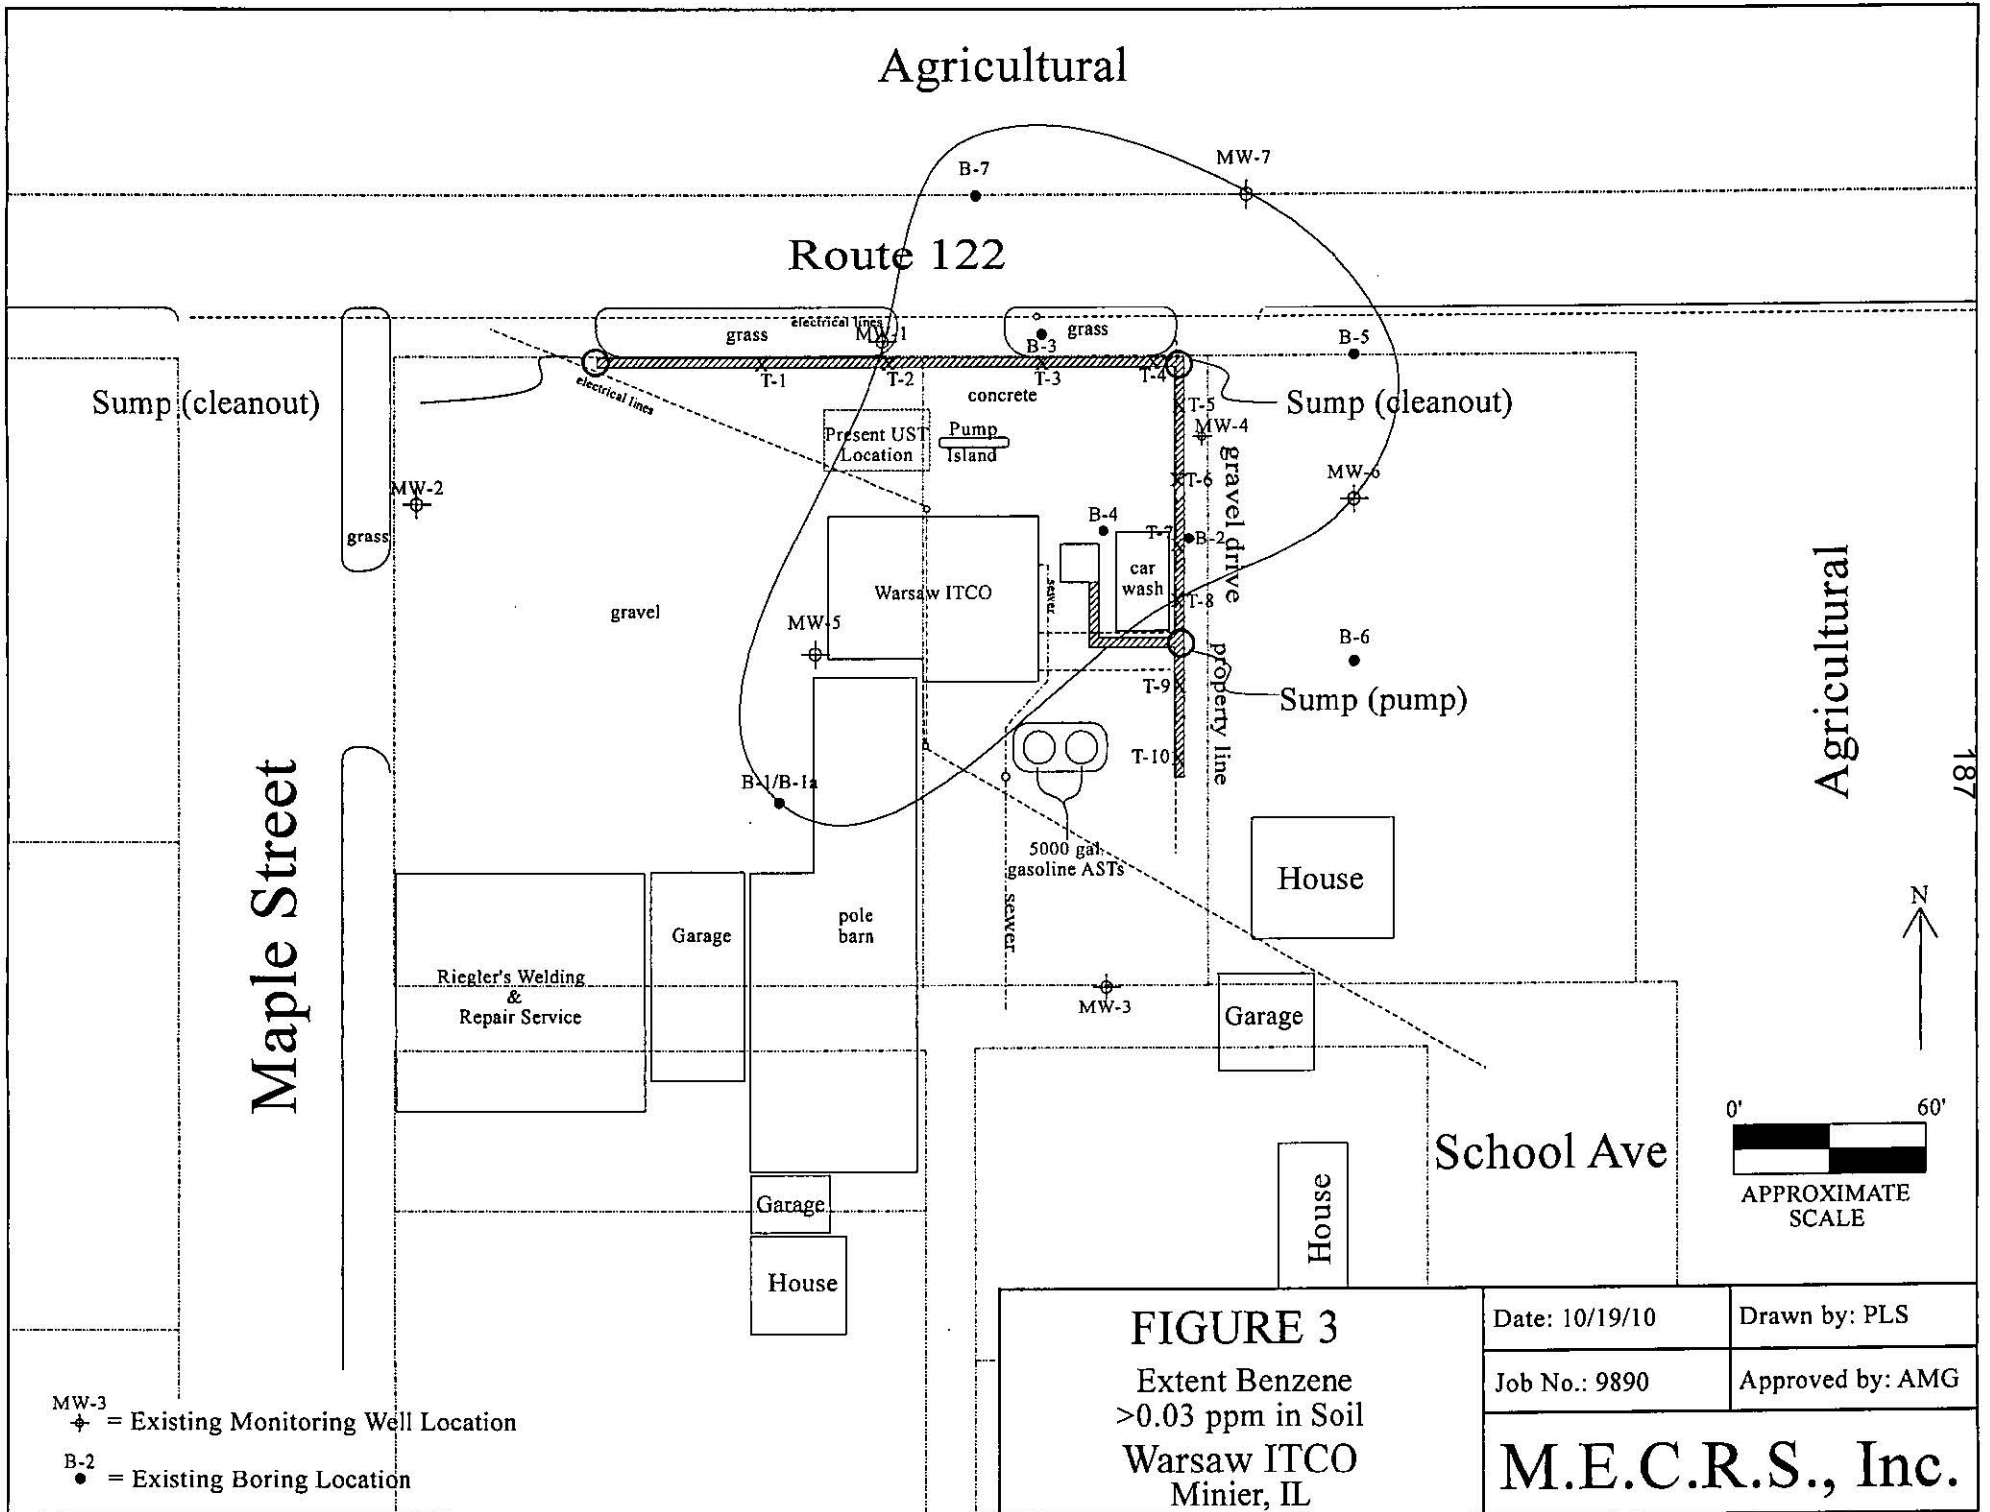 Agricultural
B-7
MW-7
Route 122
grass
electrical lines
MW-1
B-3
grass
B-5
T-1
T-2
T-3
T-4
electrical lines
Sump (cleanout)
concrete
T-5
Sump (cleanout)
MW-4
Present UST
Location
Pump
Island
MW-2
T-6
MW-6
gravel drive
grass
B-4
T-7
B-2
car
wash
sewer
Warsaw ITCO
T-8
gravel
MW-5
B-6
property line
T-9
Sump (pump)
T-10
B-1/B-1a
Agricultural
187
5000 gal.
gasoline ASTs
House
Maple Street
sewer
pole
barn
Garage
Riegler's Welding
&
Repair Service
MW-3
Garage
N
0' 60'
APPROXIMATE
SCALE
School Ave
House
Garage
House
MW-3
= Existing Monitoring Well Location
B-2
= Existing Boring Location
FIGURE 3
Extent Benzene
>0.03 ppm in Soil
Warsaw ITCO
Minier, IL
Date: 10/19/10
Drawn by: PLS
Job No.: 9890
Approved by: AMG
M.E.C.R.S., Inc.